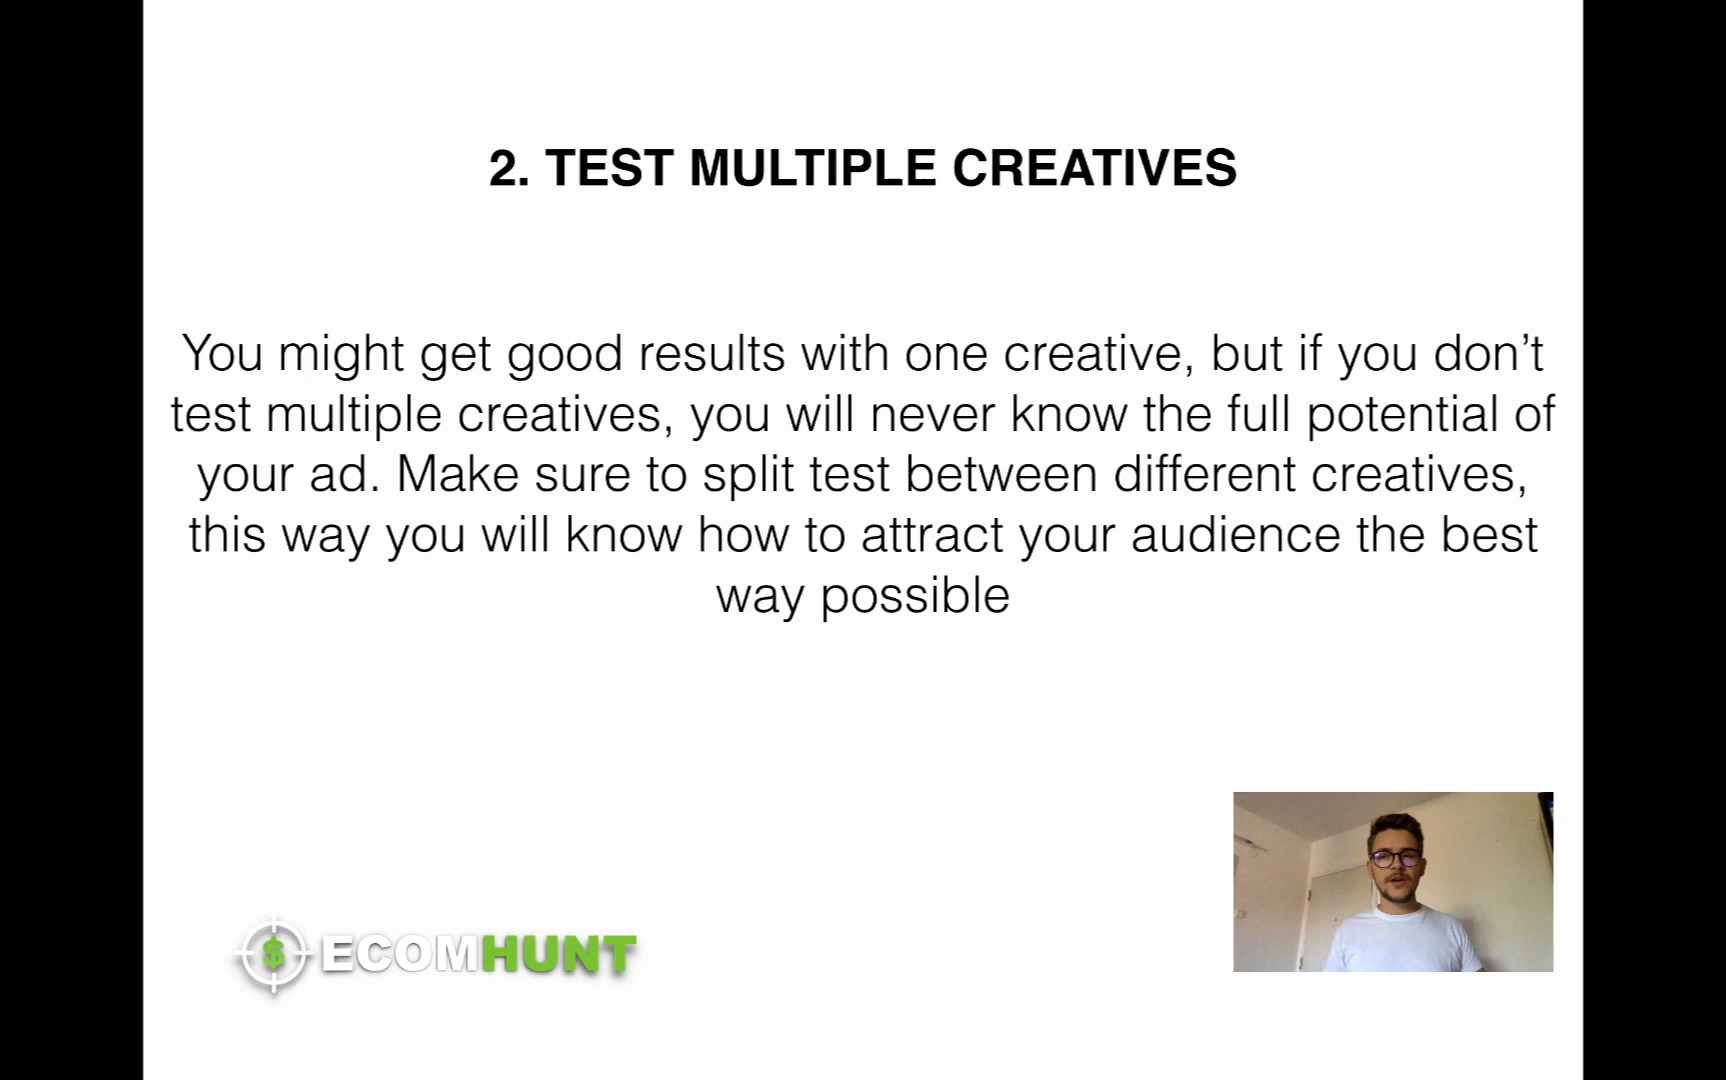 2. TEST MULTIPLE CREATIVES
You might get good results with one creative, but if you don’t
test multiple creatives, you will never know the full potential of
your ad. Make sure to split test between different creatives,
this way you will know how to attract your audience the best
way possible
$ ECOMHUNT